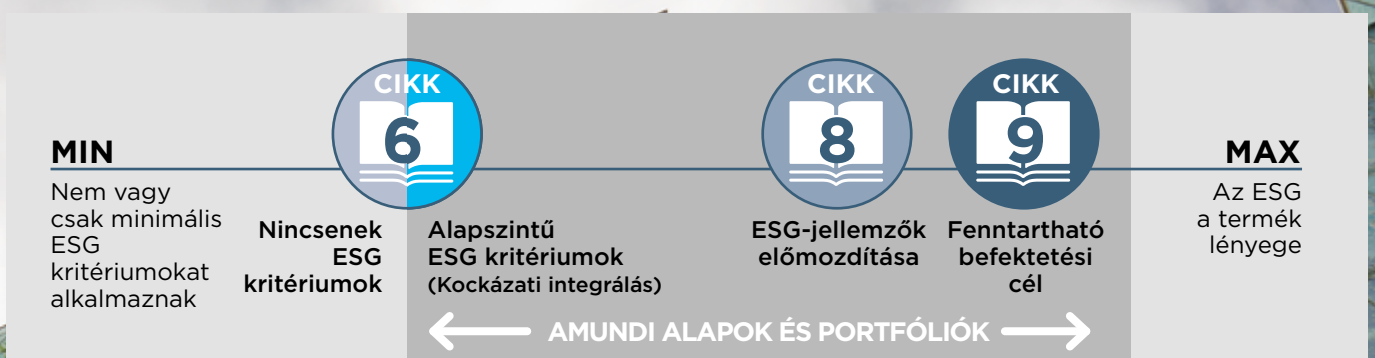 CIKK
6
CIKK
8
CIKK
9
MIN
Nem vagy
csak minimális
ESG
kritériumokat
alkalmaznak
Nincsenek
ESG
kritériumok
Alapszintű
ESG kritériumok
(Kockázati integrálás)
ESG-jellemzők
előmozdítása
Fenntartható
befektetési
cél
MAX
Az ESG
a termék
lényege
AMUNDI ALAPOK ÉS PORTFÓLIÓK